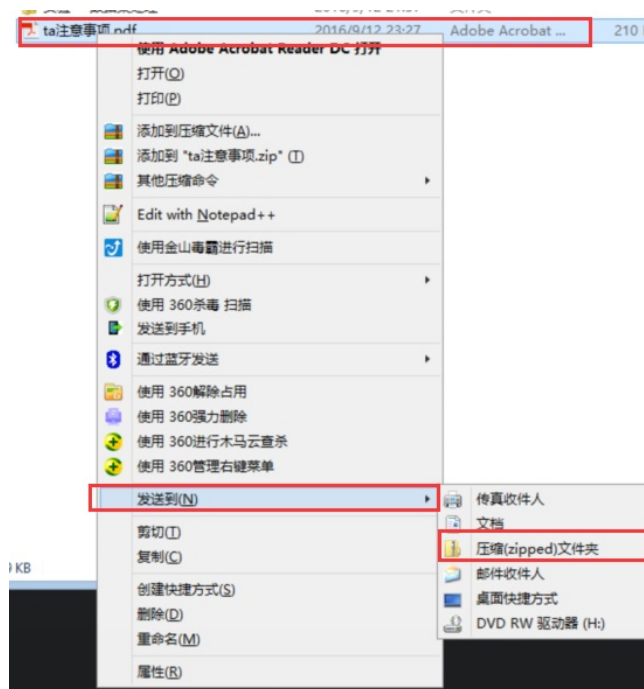 ta注意事项.pdf 2016/9/12 23:27 Adobe Acrobat ... 210
使用 Adobe Acrobat Reader DC 打开
打开(O)
打印(P)
添加到压缩文件(A)...
添加到 "ta注意事项.zip" (T)
其他压缩命令
Edit with Notepad++
使用金山毒霸进行扫描
打开方式(H)
使用 360杀毒 扫描
发送到手机
通过蓝牙发送
使用 360解除占用
使用 360强力删除
使用 360进行木马云查杀
使用 360管理右键菜单
发送到(N)
传真收件人
文档
压缩(zipped)文件夹
邮件收件人
桌面快捷方式
DVD RW 驱动器 (H:)
剪切(T)
复制(C)
KB
创建快捷方式(S)
删除(D)
重命名(M)
属性(R)